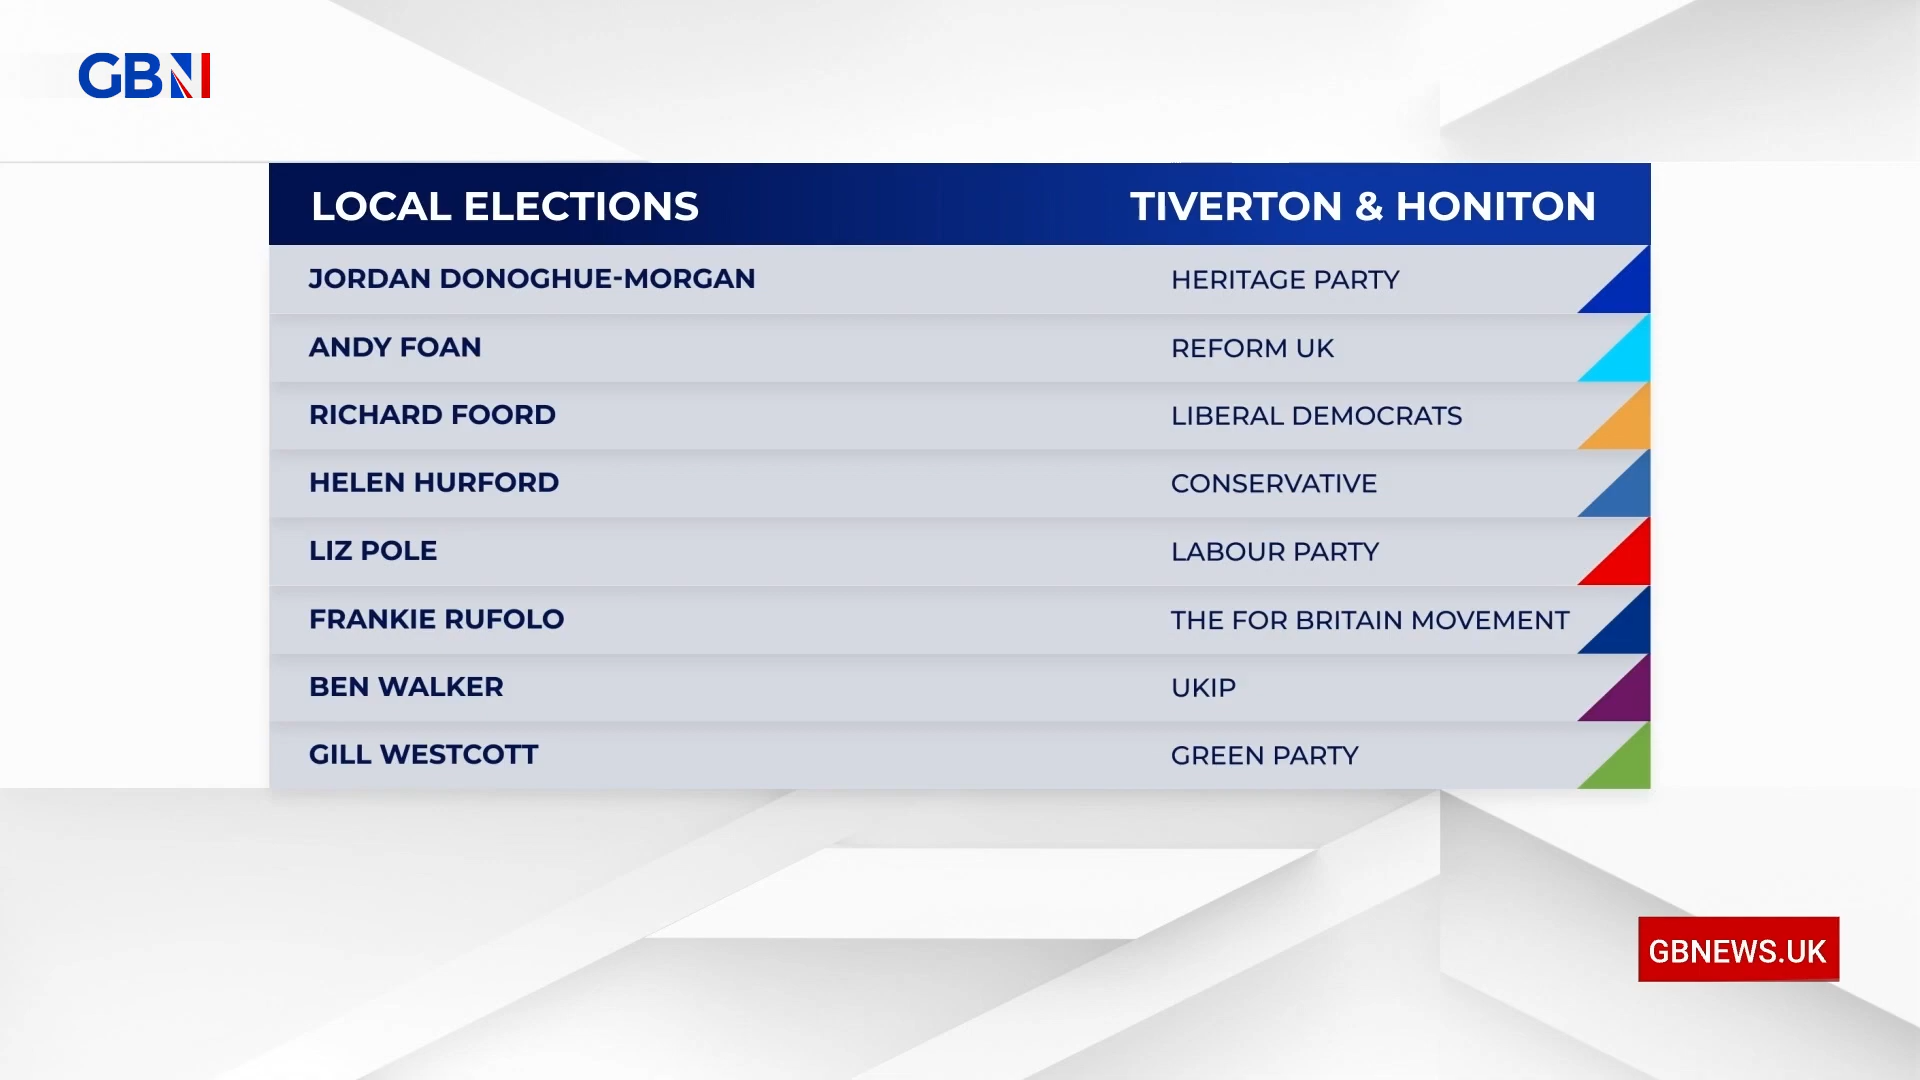 GBN
LOCAL ELECTIONS TIVERTON & HONITON
JORDAN DONOGHUE-MORGAN HERITAGE PARTY
ANDY FOAN REFORM UK
RICHARD FOORD LIBERAL DEMOCRATS
HELEN HURFORD CONSERVATIVE
LIZ POLE LABOUR PARTY
FRANKIE RUFOLO THE FOR BRITAIN MOVEMENT
BEN WALKER UKIP
GILL WESTCOTT GREEN PARTY
GBNEWS.UK